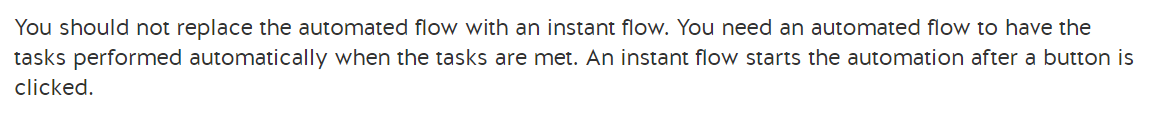 You should not replace the automated flow with an instant flow. You need an automated flow to have the
tasks performed automatically when the tasks are met. An instant flow starts the automation after a button is
clicked.